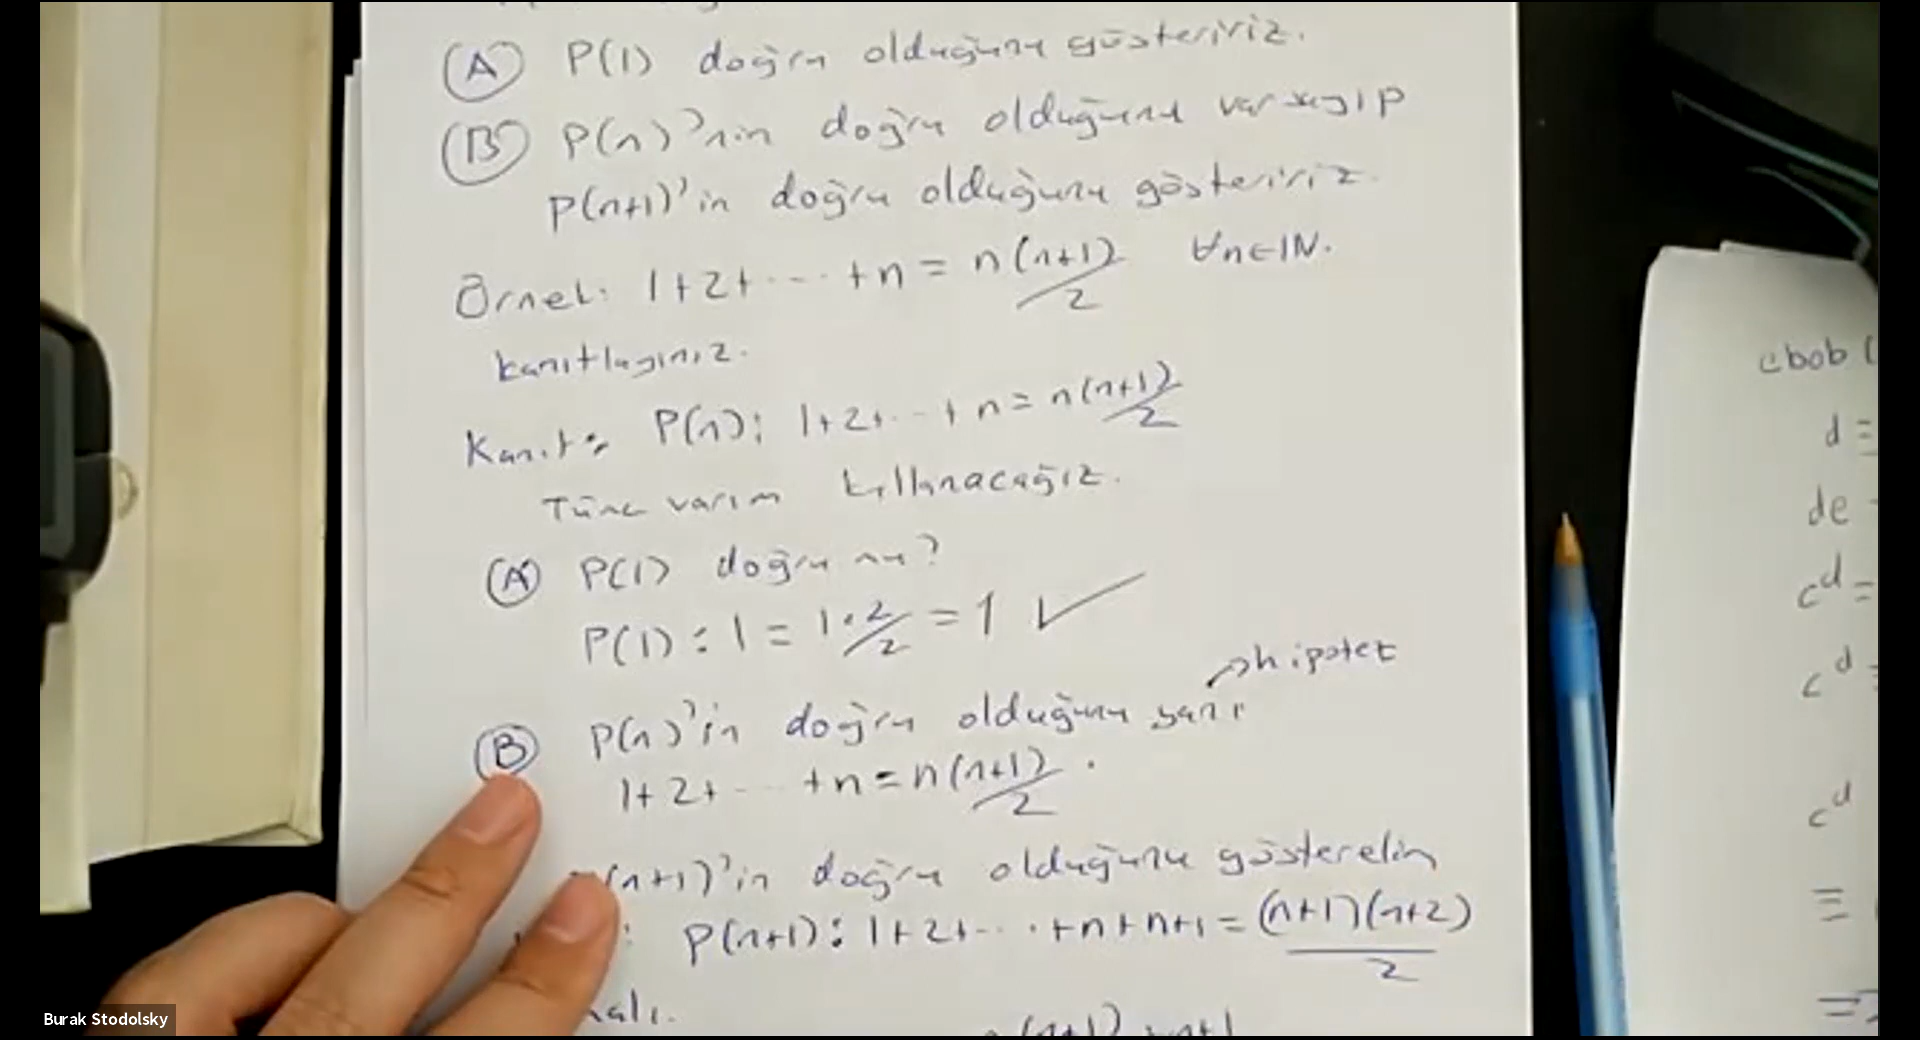 (A) P(1) doğru olduğunu gösteririz.
(B) P(n)'nin doğru olduğunu varsayıp
P(n+1)'in doğru olduğunu gösteririz.
Örnek: 1+2+ ... +n = n(n+1)/2 ∀n∈ℕ.
kanıtlayınız.
Kanıt: P(n): 1+2+ ... + n = n(n+1)/2
Tüme varım kullanacağız.
(A) P(1) doğru mu?
P(1) : 1 = 1·2/2 = 1 ✓
→ hipotez
(B) P(n)'in doğru olduğunu yani
1+2+ ... +n = n(n+1)/2 .
(n+1)'in doğru olduğunu gösterelim
: P(n+1): 1+2+ ... +n+n+1 = (n+1)(n+2)/2
alı.
ebob (
d =
de
c^d =
c^d =
c^d
≡
Burak Stodolsky